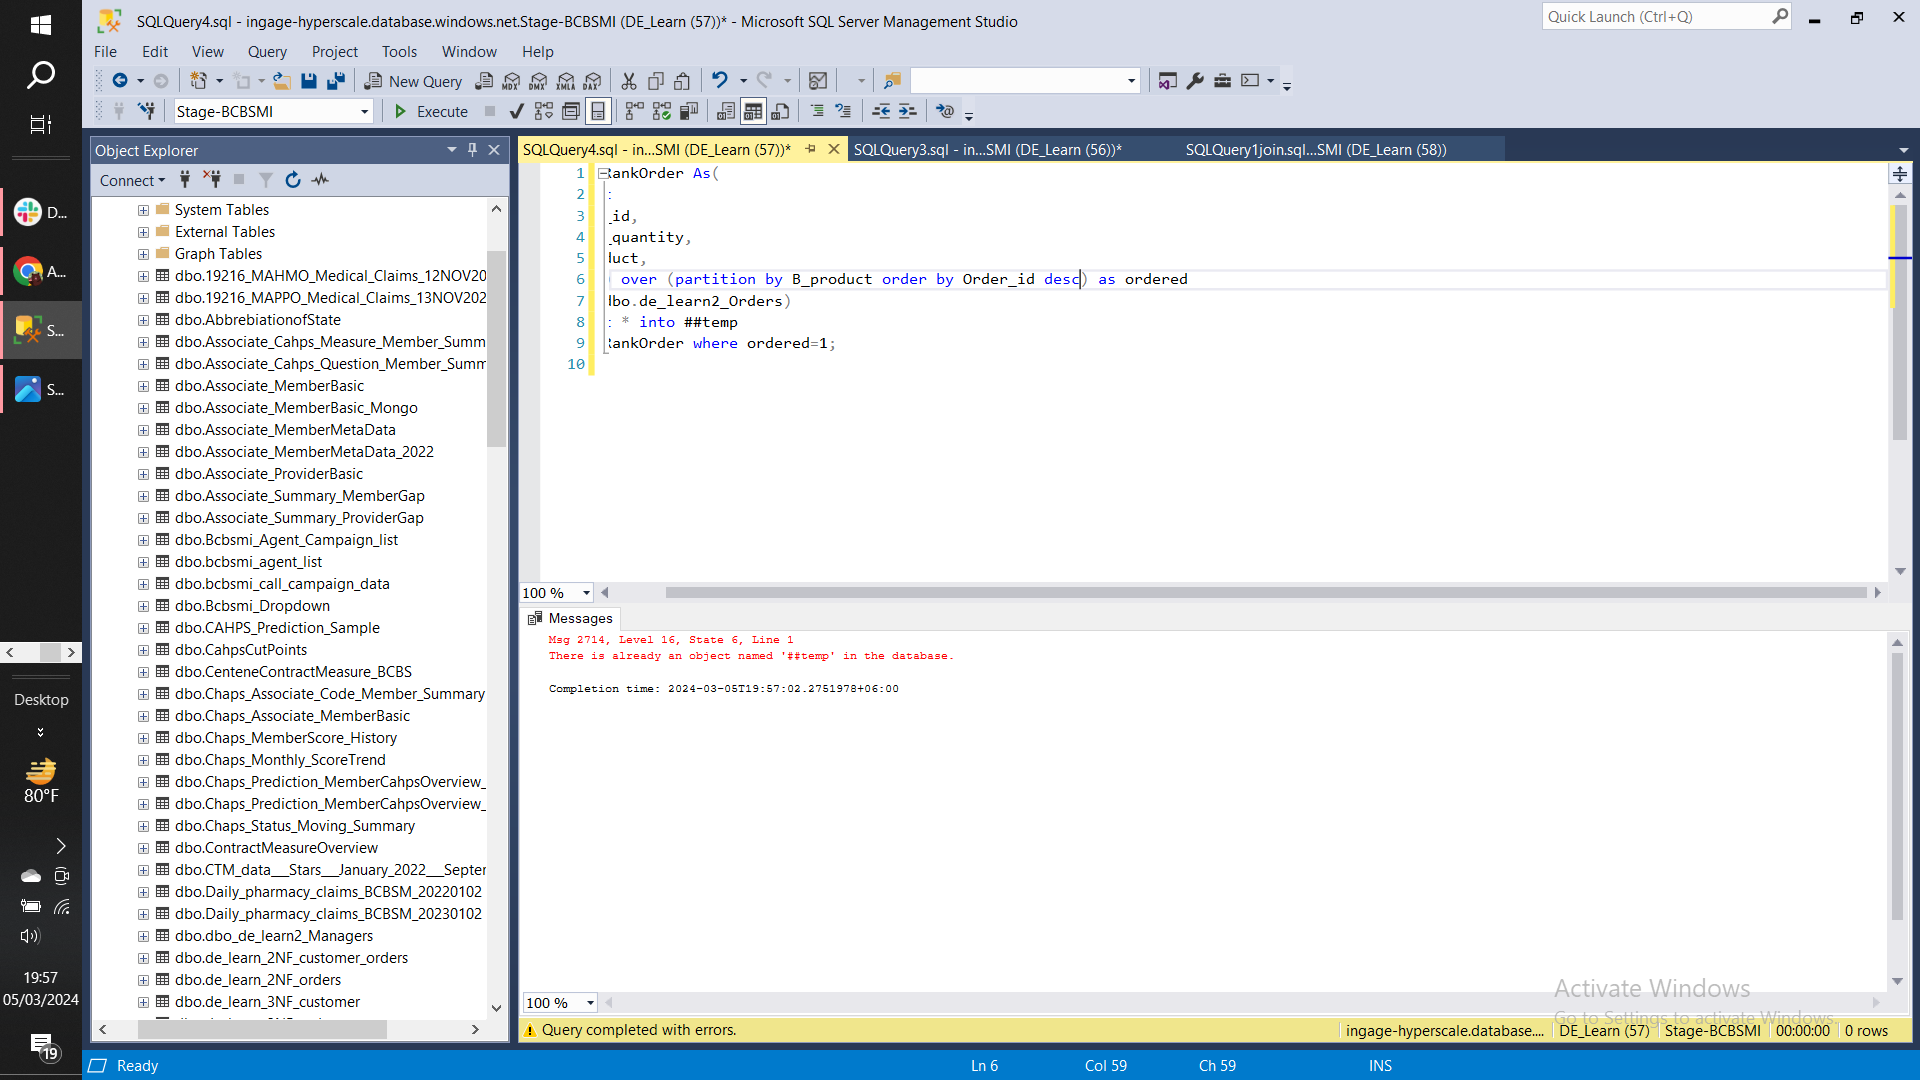 SQLQuery4.sql - ingage-hyperscale.database.windows.net.Stage-BCBSMI (DE_Learn (57))* - Microsoft SQL Server Management Studio
Quick Launch (Ctrl+Q)
File Edit View Query Project Tools Window Help
New Query
MDX DMX XMLA DAX
Stage-BCBSMI
Execute
Object Explorer
Connect
System Tables
External Tables
Graph Tables
dbo.19216_MAHMO_Medical_Claims_12NOV20
dbo.19216_MAPPO_Medical_Claims_13NOV202
dbo.AbbrebiationofState
dbo.Associate_Cahps_Measure_Member_Summ
dbo.Associate_Cahps_Question_Member_Summ
dbo.Associate_MemberBasic
dbo.Associate_MemberBasic_Mongo
dbo.Associate_MemberMetaData
dbo.Associate_MemberMetaData_2022
dbo.Associate_ProviderBasic
dbo.Associate_Summary_MemberGap
dbo.Associate_Summary_ProviderGap
dbo.Bcbsmi_Agent_Campaign_list
dbo.bcbsmi_agent_list
dbo.bcbsmi_call_campaign_data
dbo.Bcbsmi_Dropdown
dbo.CAHPS_Prediction_Sample
dbo.CahpsCutPoints
dbo.CenteneContractMeasure_BCBS
dbo.Chaps_Associate_Code_Member_Summary
dbo.Chaps_Associate_MemberBasic
dbo.Chaps_MemberScore_History
dbo.Chaps_Monthly_ScoreTrend
dbo.Chaps_Prediction_MemberCahpsOverview_
dbo.Chaps_Prediction_MemberCahpsOverview_
dbo.Chaps_Status_Moving_Summary
dbo.ContractMeasureOverview
dbo.CTM_data__Stars__January_2022__Septer
dbo.Daily_pharmacy_claims_BCBSM_20220102
dbo.Daily_pharmacy_claims_BCBSM_20230102
dbo.dbo_de_learn2_Managers
dbo.de_learn_2NF_customer_orders
dbo.de_learn_2NF_orders
dbo.de_learn_3NF_customer
SQLQuery4.sql - in...SMI (DE_Learn (57))*
SQLQuery3.sql - in...SMI (DE_Learn (56))*
SQLQuery1join.sql...SMI (DE_Learn (58))
1 RankOrder As(
2
3 _id,
4 _quantity,
5 duct,
6 over (partition by B_product order by Order_id desc) as ordered
7 dbo.de_learn2_Orders)
8 * into ##temp
9 RankOrder where ordered=1;
10
100 %
Messages
Msg 2714, Level 16, State 6, Line 1
There is already an object named '##temp' in the database.
Completion time: 2024-03-05T19:57:02.2751978+06:00
100 %
Activate Windows
Go to Settings to activate Windows.
Query completed with errors.
ingage-hyperscale.database....
DE_Learn (57)
Stage-BCBSMI
00:00:00
0 rows
Ready
Ln 6
Col 59
Ch 59
INS
D...
A...
S...
S...
Desktop
80°F
19:57
05/03/2024
19